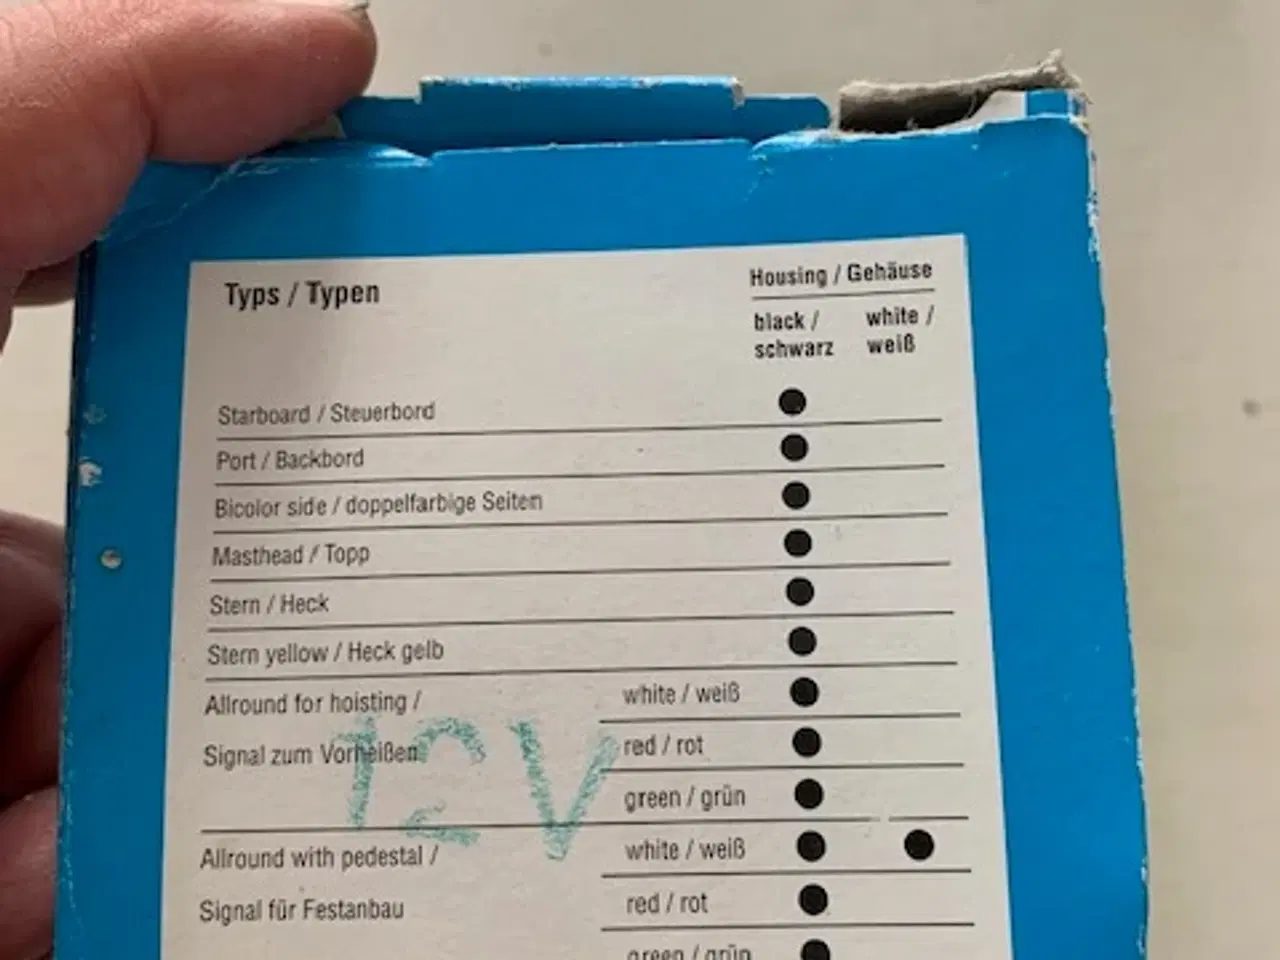 Typs / Typen
Housing / Gehäuse
black / white /
schwarz weiß
Starboard / Steuerbord
Port / Backbord
Bicolor side / doppelfarbige Seiten
Masthead / Topp
Stern / Heck
Stern yellow / Heck gelb
Allround for hoisting / white / weiß
Signal zum Vorheißen red / rot
12V
green / grün
Allround with pedestal / white / weiß
Signal für Festanbau red / rot
green / grün